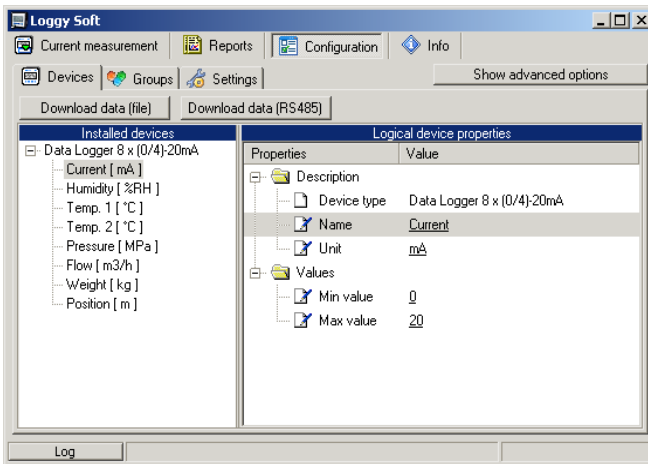 Loggy Soft
Current measurement Reports Configuration Info
Devices Groups Settings Show advanced options
Download data (file) Download data (RS485)
Installed devices
Data Logger 8 x (0/4)-20mA
Current [ mA ]
Humidity [ %RH ]
Temp. 1 [ °C ]
Temp. 2 [ °C ]
Pressure [ MPa ]
Flow [ m3/h ]
Weight [ kg ]
Position [ m ]
Logical device properties
Properties Value
Description
Device type Data Logger 8 x (0/4)-20mA
Name Current
Unit mA
Values
Min value 0
Max value 20
Log